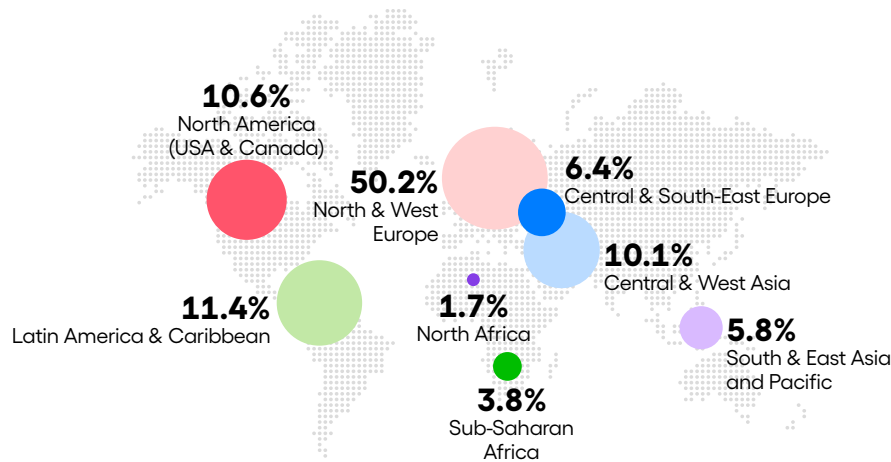 10.6%
North America
(USA & Canada)
50.2%
North & West
Europe
6.4%
Central & South-East Europe
10.1%
Central & West Asia
11.4%
Latin America & Caribbean
1.7%
North Africa
5.8%
South & East Asia
and Pacific
3.8%
Sub-Saharan
Africa